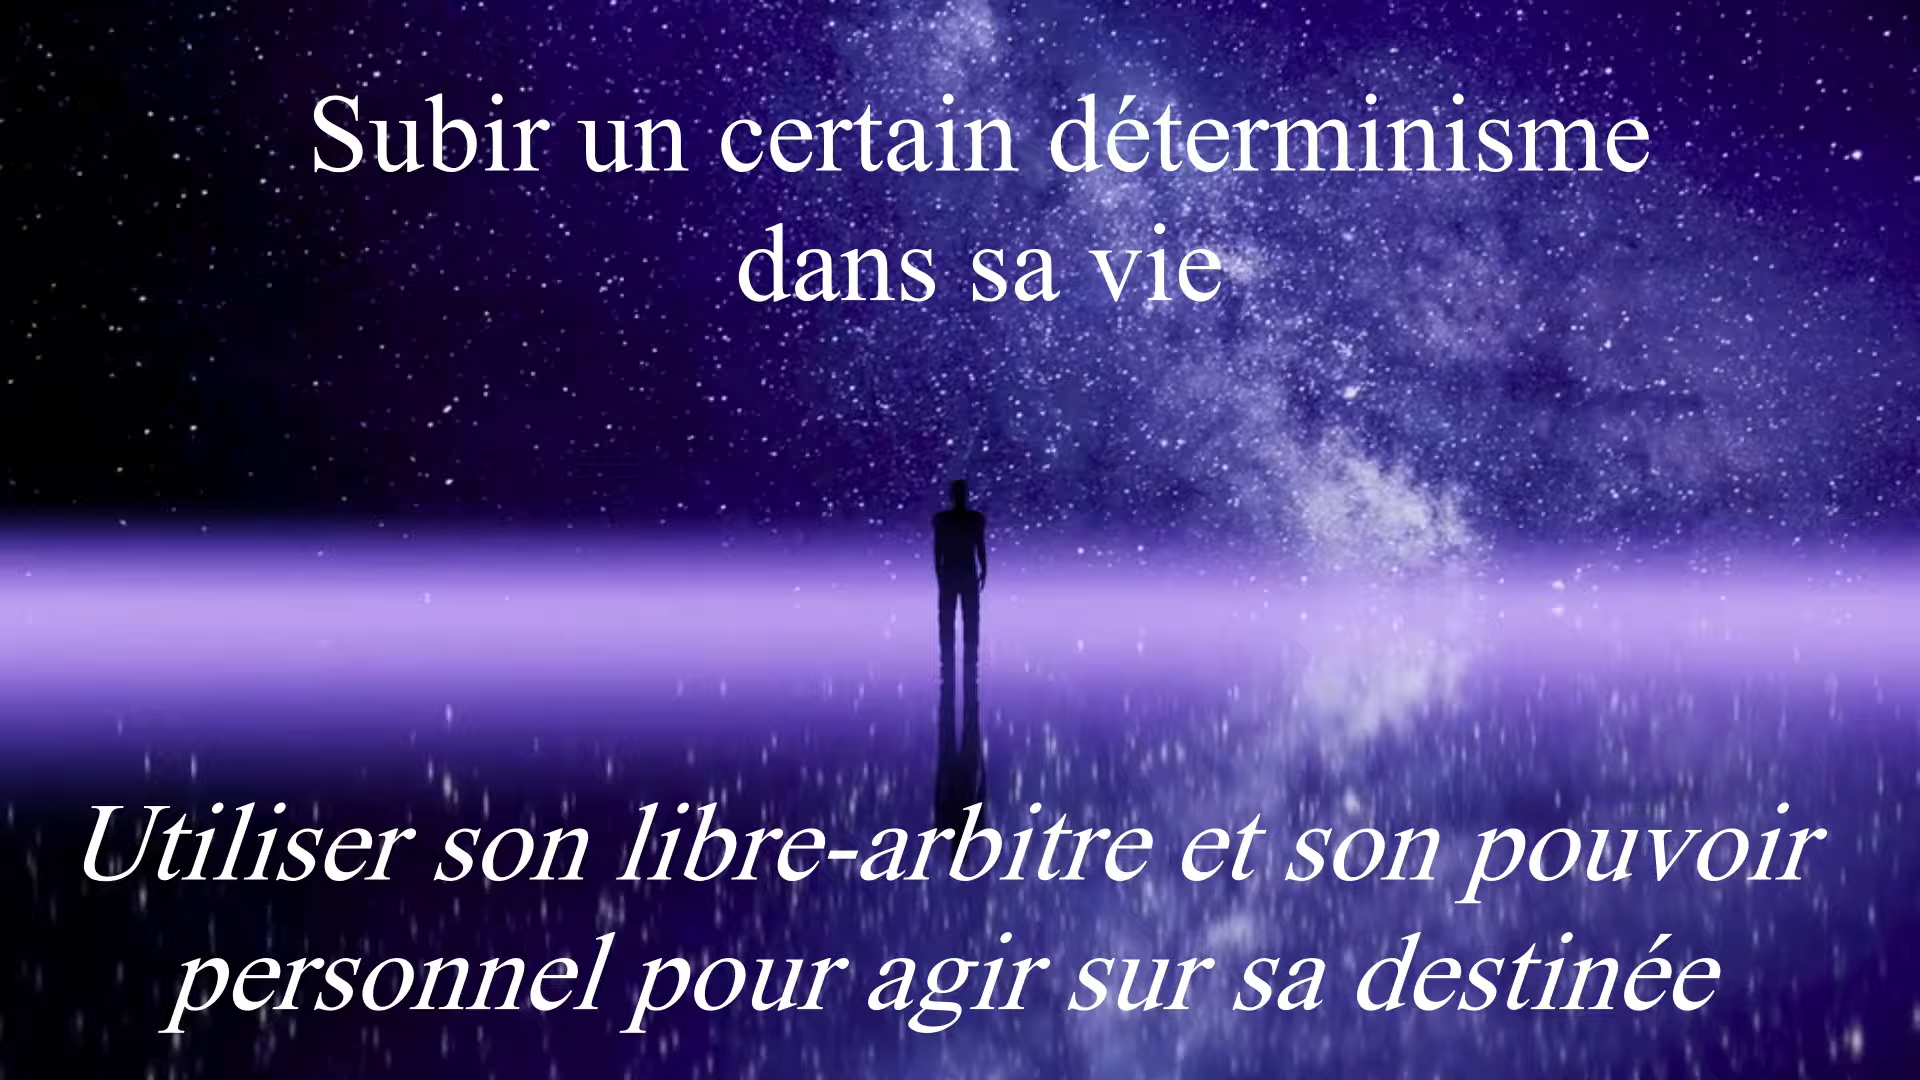 Subir un certain déterminisme
dans sa vie
Utiliser son libre-arbitre et son pouvoir
personnel pour agir sur sa destinée